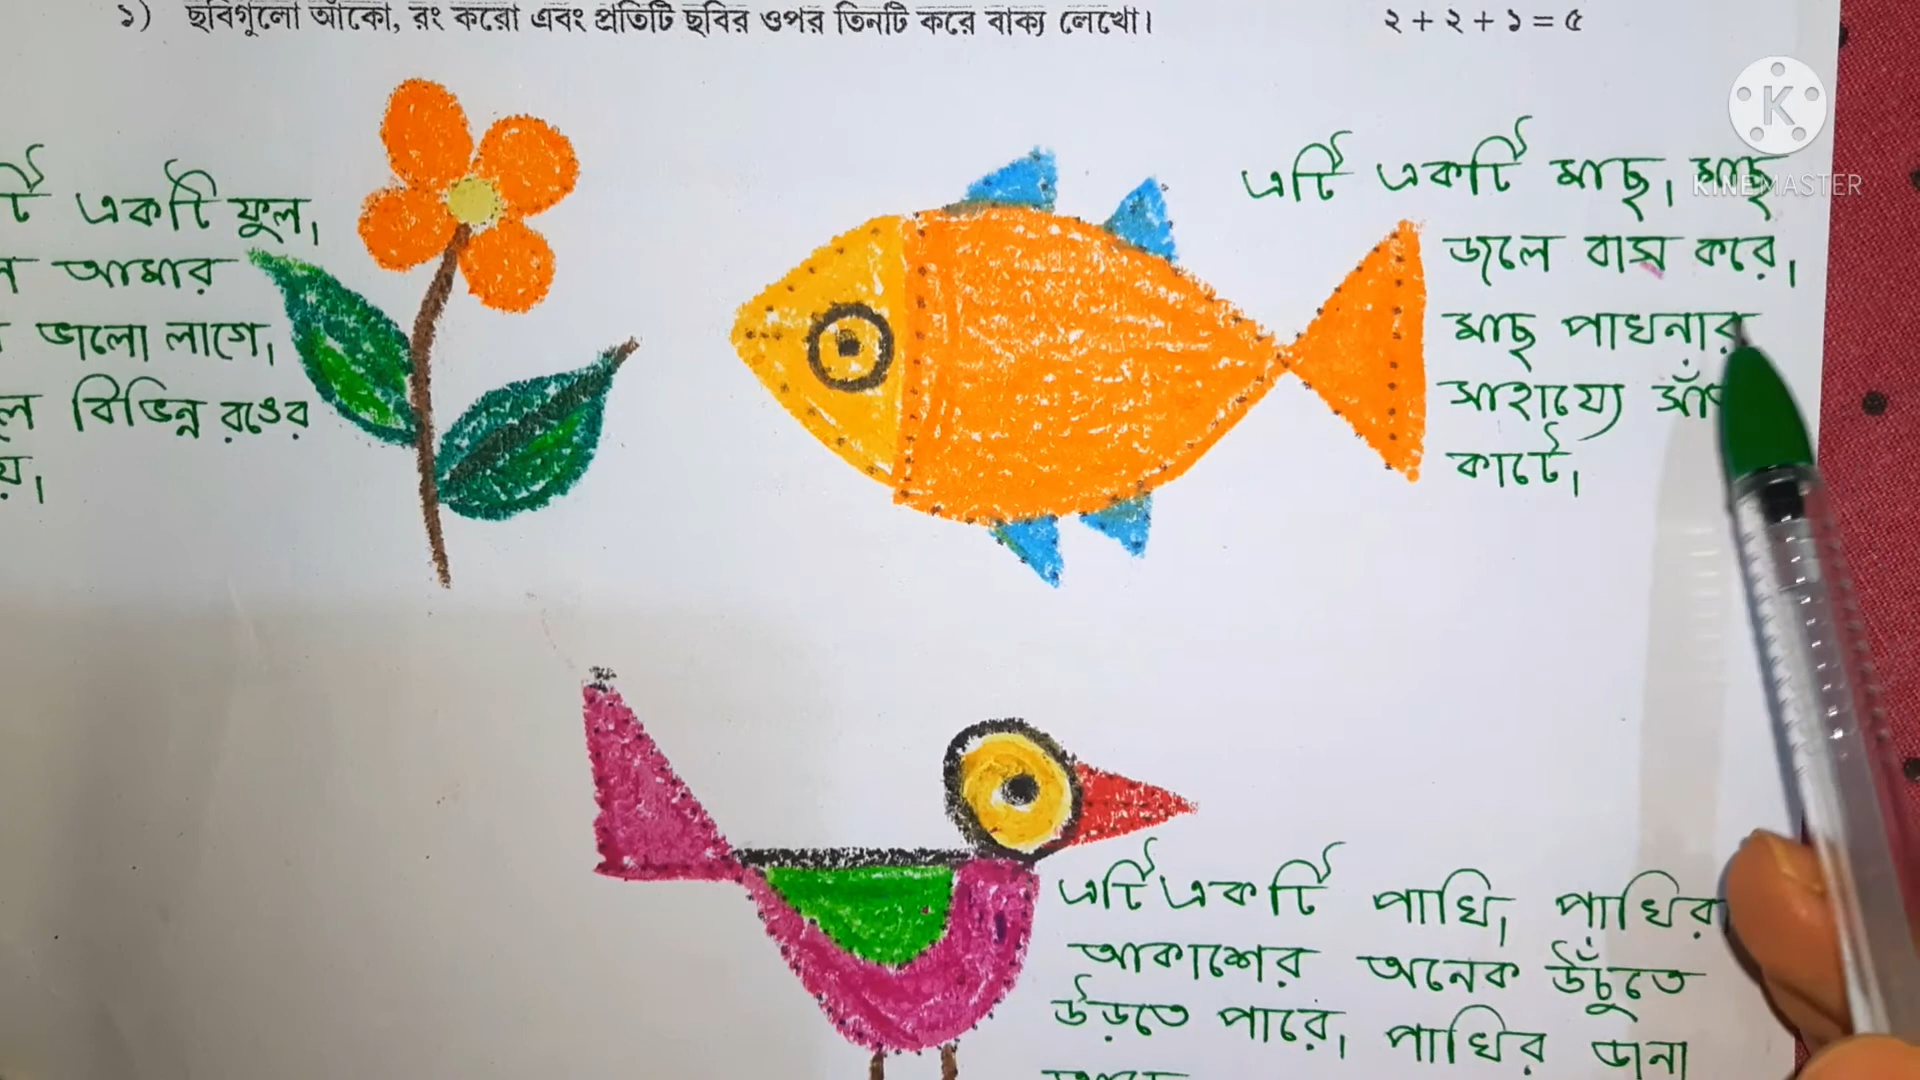 ১) ছবিগুলো আঁকো, রং করো এবং প্রতিটি ছবির ওপর তিনটি করে বাক্য লেখো। ২ + ২ + ১ = ৫
K
KINEMASTER
টি একটি ফুল।
আমার
ভালো লাগে।
বিভিন্ন রঙের
য়।
এটি একটি মাছ। মাছ
জলে বাস করে।
মাছ পাখনার
সাহায্যে
কাটে।
এটি একটি পাখি। পাখিরা
আকাশের অনেক উঁচুতে
উড়তে পারে। পাখির ডানা